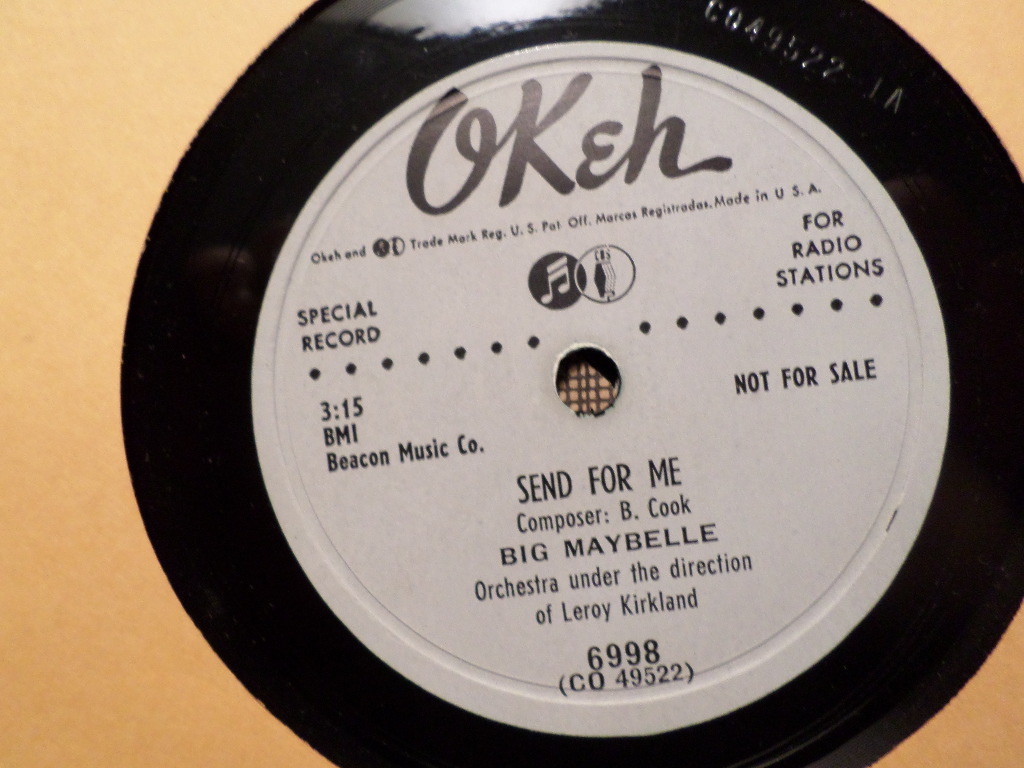 CO49522-1A
OKeh
Okeh and Trade Mark Reg. U. S. Pat Off. Marcas Registradas. Made in U S. A.
CBS
FOR
RADIO
STATIONS
SPECIAL
RECORD
NOT FOR SALE
3:15
BMI
Beacon Music Co.
SEND FOR ME
Composer: B. Cook
BIG MAYBELLE
Orchestra under the direction
of Leroy Kirkland
6998
(CO 49522)